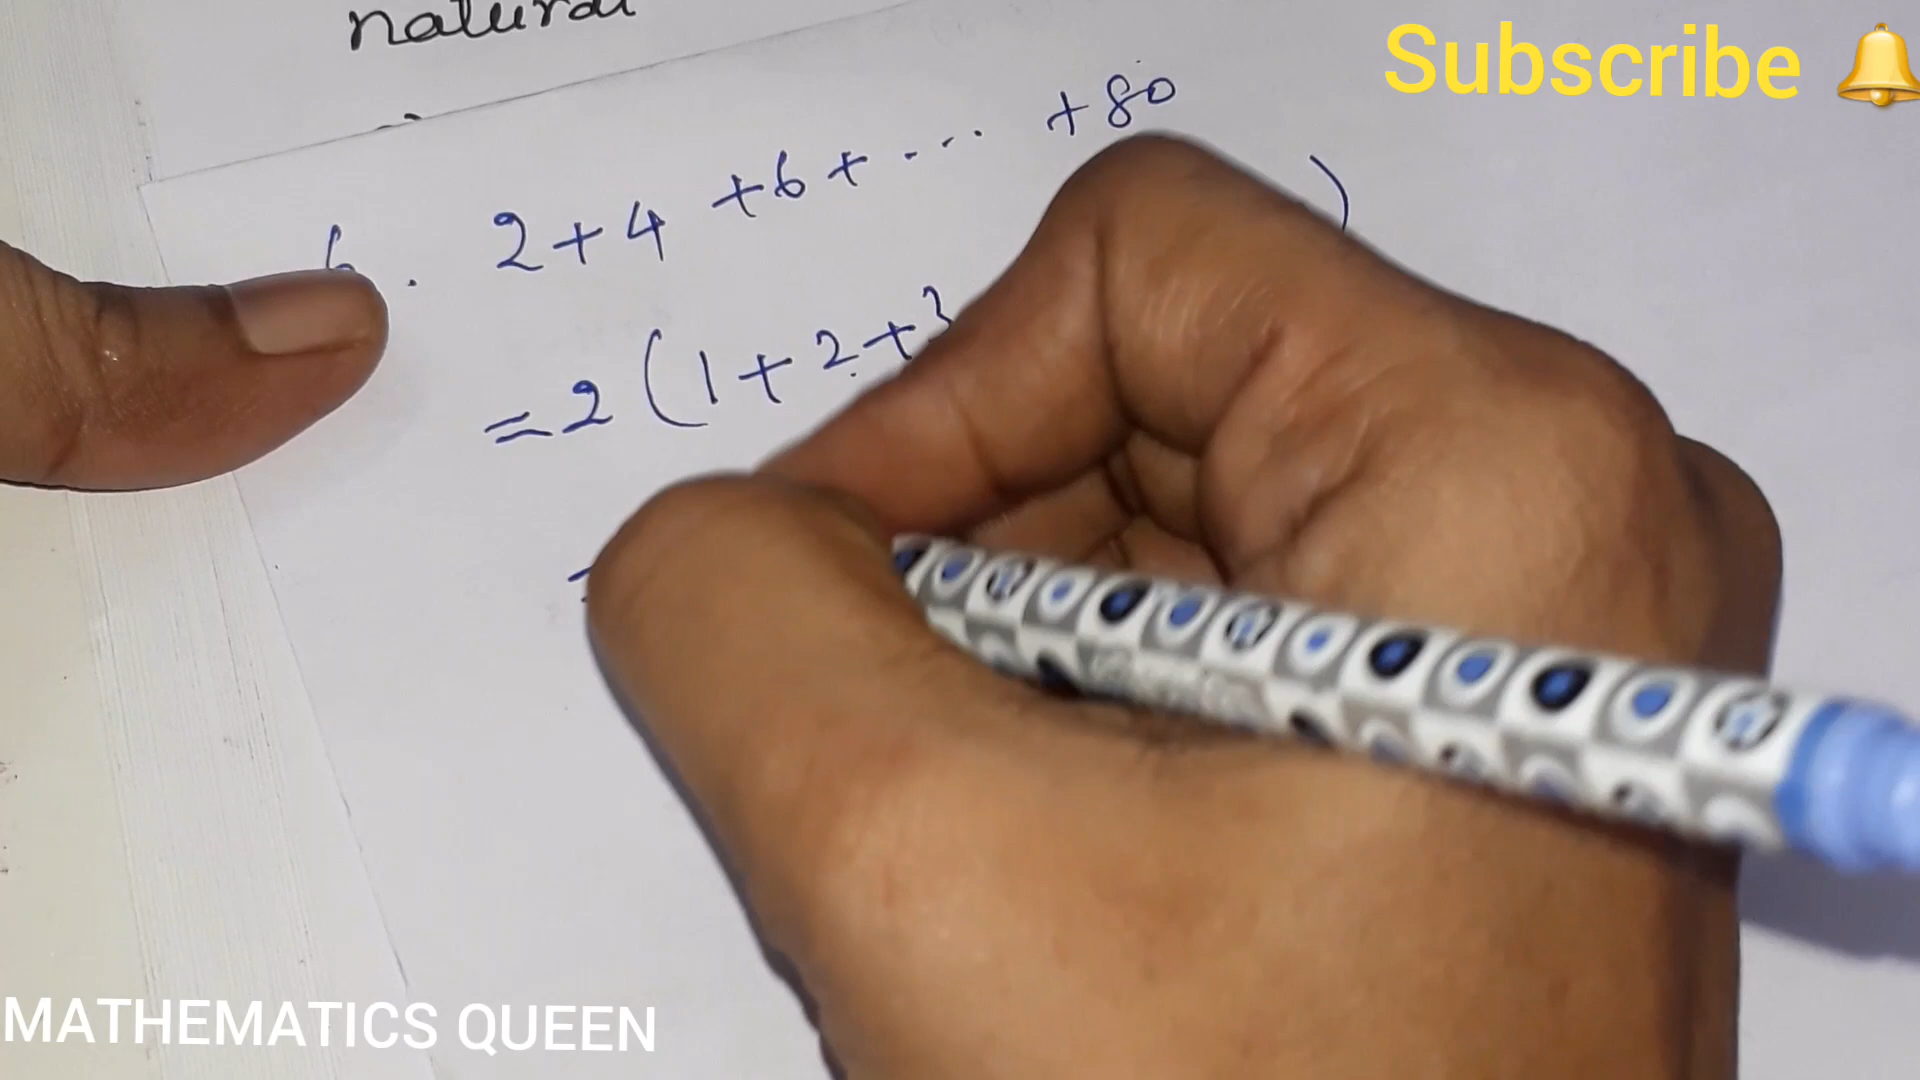 natural
Subscribe 🔔
6. 2+4 +6+ ... +80
=2(1+2+3 )
=
MATHEMATICS QUEEN